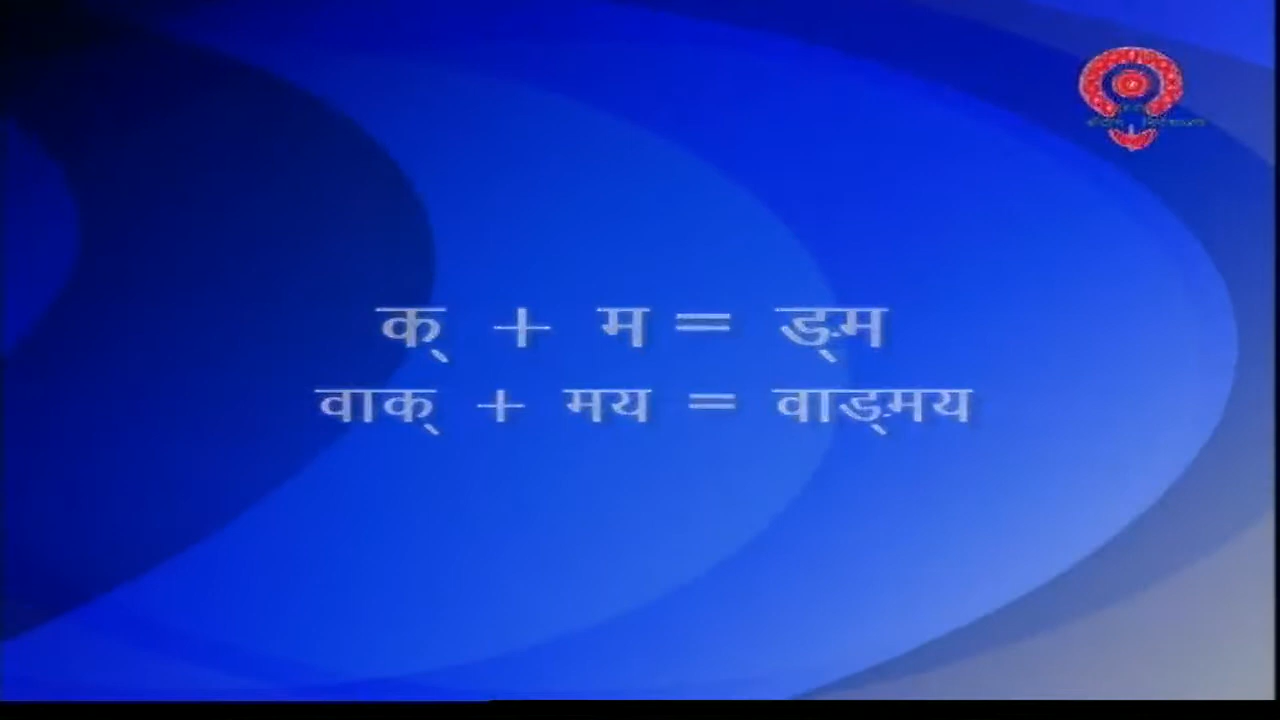 क् + म = ङ्म
वाक् + मय = वाङ्मय